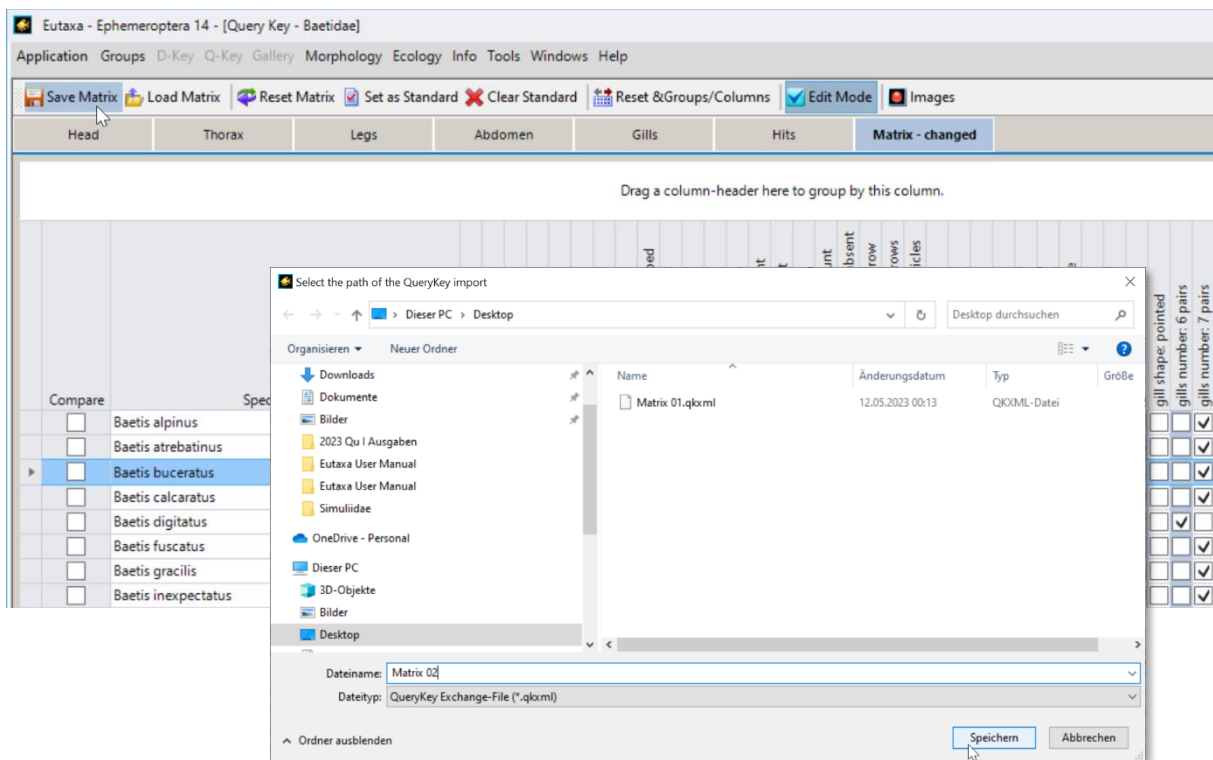 Eutaxa - Ephemeroptera 14 - [Query Key - Baetidae]
Application Groups D-Key Q-Key Gallery Morphology Ecology Info Tools Windows Help
Save Matrix Load Matrix Reset Matrix Set as Standard Clear Standard Reset &Groups/Columns Edit Mode Images
Head Thorax Legs Abdomen Gills Hits Matrix - changed
Drag a column-header here to group by this column.
absent
row
rows
gill shape: pointed
gills number: 6 pairs
gills number: 7 pairs
Compare
Baetis alpinus
Baetis atrebatinus
Baetis buceratus
Baetis calcaratus
Baetis digitatus
Baetis fuscatus
Baetis gracilis
Baetis inexpectatus
Select the path of the QueryKey import
Dieser PC > Desktop
Desktop durchsuchen
Organisieren Neuer Ordner
Downloads
Dokumente
Bilder
2023 Qu I Ausgaben
Eutaxa User Manual
Eutaxa User Manual
Simuliidae
OneDrive - Personal
Dieser PC
3D-Objekte
Bilder
Desktop
Name Änderungsdatum Typ Größe
Matrix 01.qkxml 12.05.2023 00:13 QKXML-Datei
Dateiname: Matrix 02
Dateityp: QueryKey Exchange-File (*.qkxml)
Ordner ausblenden
Speichern Abbrechen